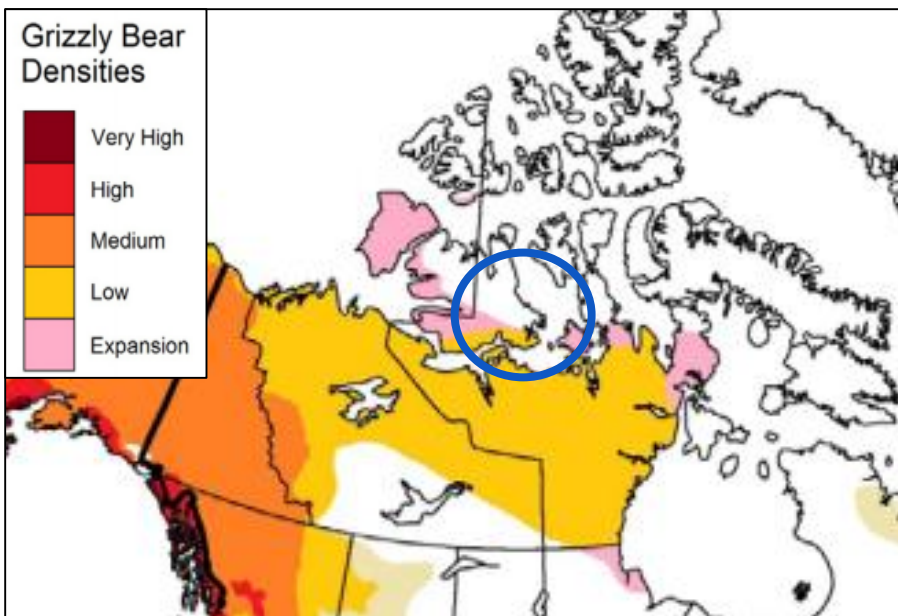 Grizzly Bear
Densities
Very High
High
Medium
Low
Expansion